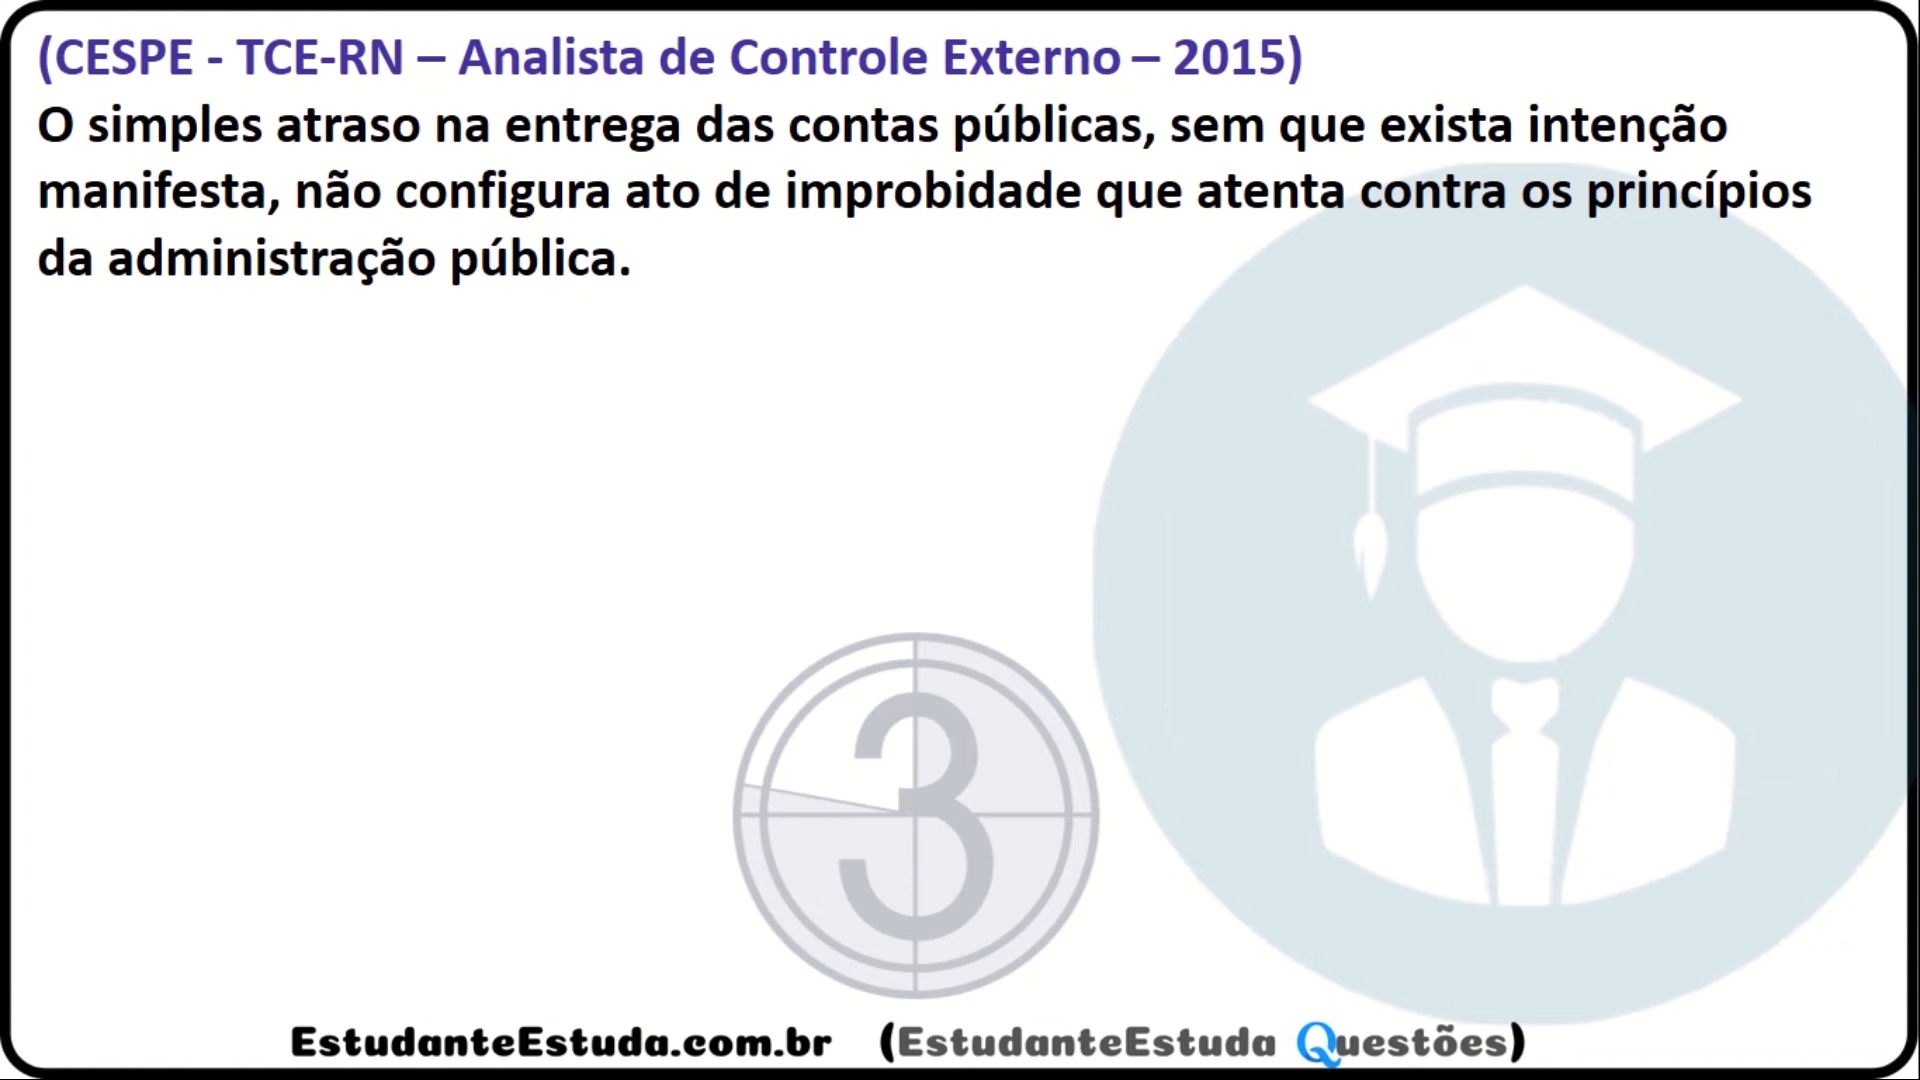 (CESPE - TCE-RN – Analista de Controle Externo – 2015)
O simples atraso na entrega das contas públicas, sem que exista intenção
manifesta, não configura ato de improbidade que atenta contra os princípios
da administração pública.
3
EstudanteEstuda.com.br (EstudanteEstuda Questões)